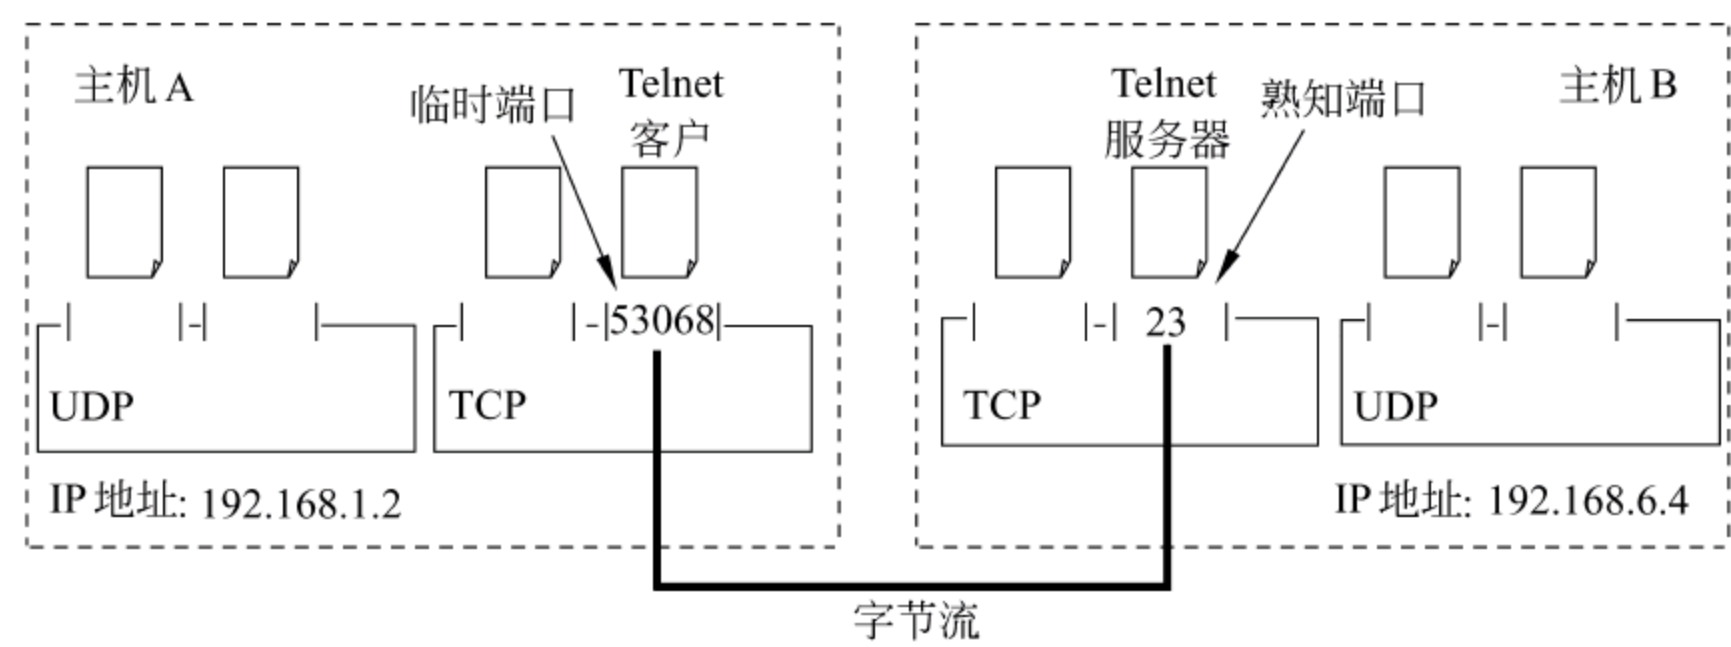 主机 A
临时端口
Telnet
客户
Telnet
服务器
熟知端口
主机 B
53068
23
UDP
TCP
TCP
UDP
IP 地址: 192.168.1.2
IP 地址: 192.168.6.4
字节流